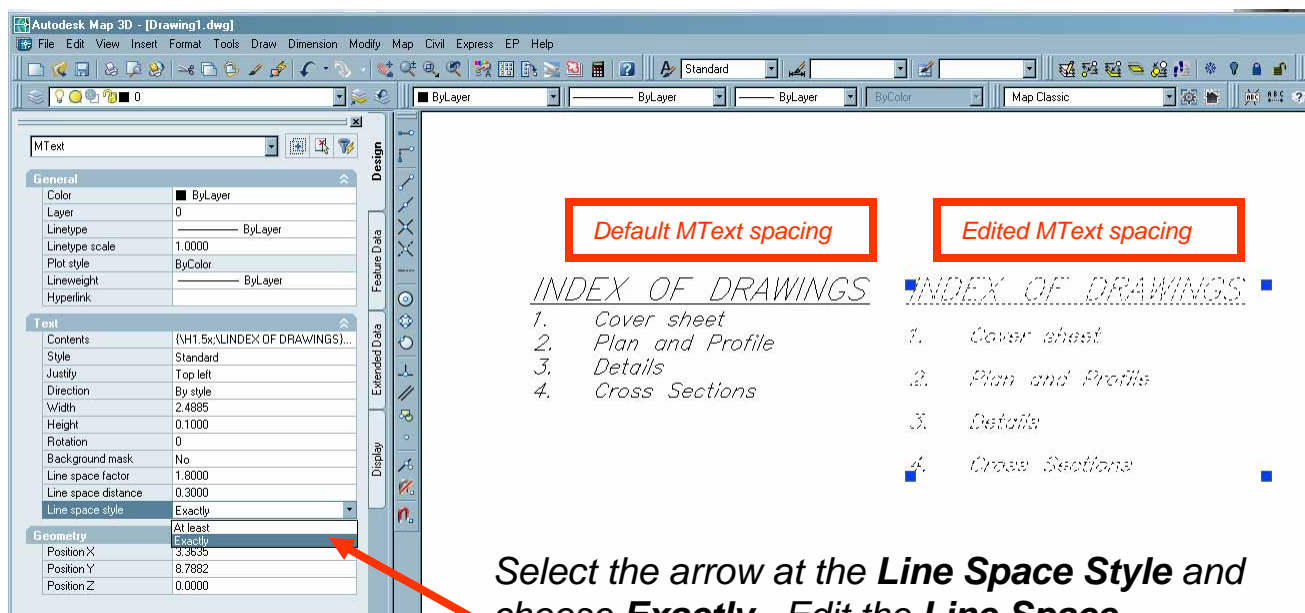 Autodesk Map 3D - [Drawing1.dwg]
File Edit View Insert Format Tools Draw Dimension Modify Map Civil Express EP Help
Standard
0 ByLayer ByLayer ByLayer ByColor Map Classic
MText
Design
Feature Data
Extended Data
Display
General
Color ByLayer
Layer 0
Linetype ByLayer
Linetype scale 1.0000
Plot style ByColor
Lineweight ByLayer
Hyperlink
Text
Contents {\H1.5x;\LINDEX OF DRAWINGS}...
Style Standard
Justify Top left
Direction By style
Width 2.4885
Height 0.1000
Rotation 0
Background mask No
Line space factor 1.8000
Line space distance 0.3000
Line space style Exactly
At least
Exactly
Geometry
Position X 3.3635
Position Y 8.7882
Position Z 0.0000
Default MText spacing
INDEX OF DRAWINGS
1. Cover sheet
2. Plan and Profile
3. Details
4. Cross Sections
Edited MText spacing
INDEX OF DRAWINGS
1. Cover sheet
2. Plan and Profile
3. Details
4. Cross Sections
Select the arrow at the Line Space Style and
choose Exactly. Edit the Line Space